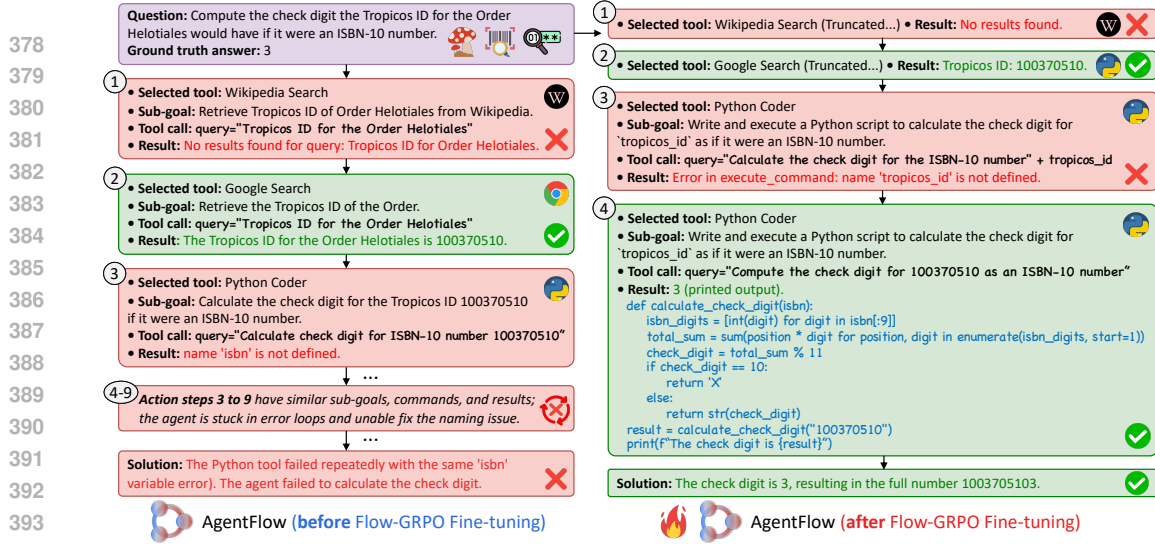 378
379
380
381
382
383
384
385
386
387
388
389
390
391
392
393
Question: Compute the check digit the Tropicos ID for the Order
Helotiales would have if it were an ISBN-10 number.
Ground truth answer: 3
1
• Selected tool: Wikipedia Search
• Sub-goal: Retrieve Tropicos ID of Order Helotiales from Wikipedia.
• Tool call: query="Tropicos ID for the Order Helotiales"
• Result: No results found for query: Tropicos ID for Order Helotiales.
2
• Selected tool: Google Search
• Sub-goal: Retrieve the Tropicos ID of the Order.
• Tool call: query="Tropicos ID for the Order Helotiales"
• Result: The Tropicos ID for the Order Helotiales is 100370510.
3
• Selected tool: Python Coder
• Sub-goal: Calculate the check digit for the Tropicos ID 100370510
if it were an ISBN-10 number.
• Tool call: query="Calculate check digit for ISBN-10 number 100370510"
• Result: name 'isbn' is not defined.
...
4-9
Action steps 3 to 9 have similar sub-goals, commands, and results;
the agent is stuck in error loops and unable fix the naming issue.
...
Solution: The Python tool failed repeatedly with the same 'isbn'
variable error). The agent failed to calculate the check digit.
AgentFlow (before Flow-GRPO Fine-tuning)
1
• Selected tool: Wikipedia Search (Truncated...) • Result: No results found.
W
2
• Selected tool: Google Search (Truncated...) • Result: Tropicos ID: 100370510.
3
• Selected tool: Python Coder
• Sub-goal: Write and execute a Python script to calculate the check digit for
`tropicos_id` as if it were an ISBN-10 number.
• Tool call: query="Calculate the check digit for the ISBN-10 number" + tropicos_id
• Result: Error in execute_command: name 'tropicos_id' is not defined.
4
• Selected tool: Python Coder
• Sub-goal: Write and execute a Python script to calculate the check digit for
`tropicos_id` as if it were an ISBN-10 number.
• Tool call: query="Compute the check digit for 100370510 as an ISBN-10 number"
• Result: 3 (printed output).
def calculate_check_digit(isbn):
isbn_digits = [int(digit) for digit in isbn[:9]]
total_sum = sum(position * digit for position, digit in enumerate(isbn_digits, start=1))
check_digit = total_sum % 11
if check_digit == 10:
return 'X'
else:
return str(check_digit)
result = calculate_check_digit("100370510")
print(f"The check digit is {result}")
Solution: The check digit is 3, resulting in the full number 1003705103.
AgentFlow (after Flow-GRPO Fine-tuning)